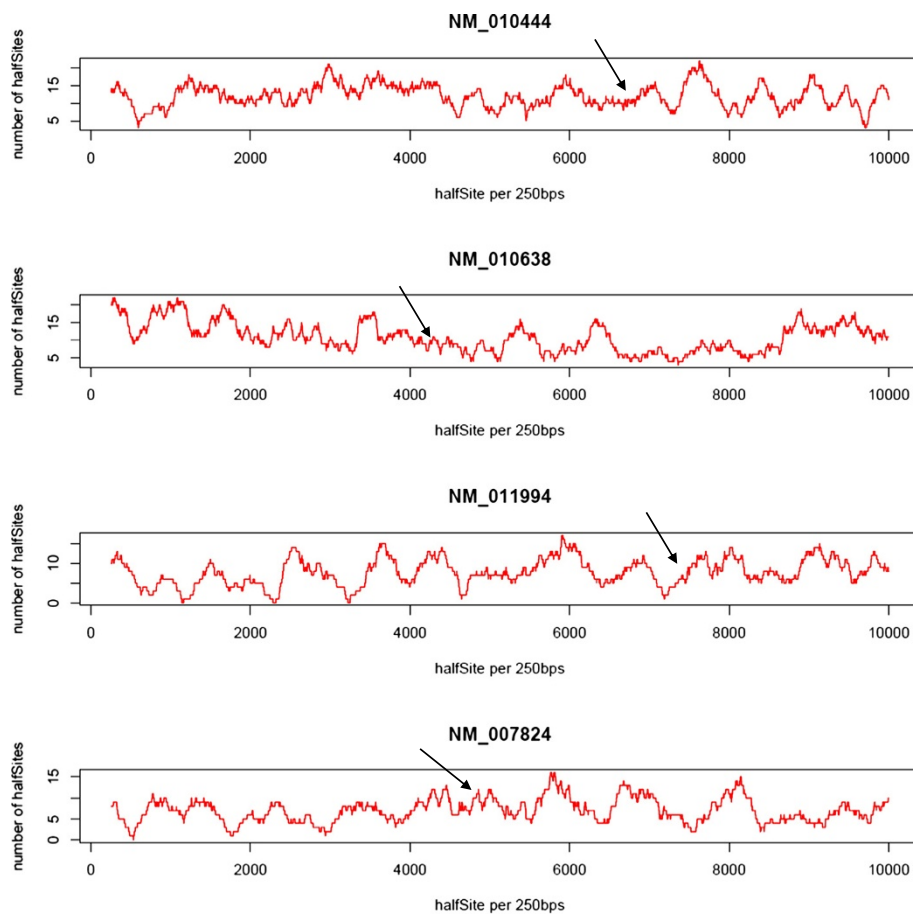 NM_010444
number of halfSites
15
5
0 2000 4000 6000 8000 10000
halfSite per 250bps
NM_010638
number of halfSites
15
5
0 2000 4000 6000 8000 10000
halfSite per 250bps
NM_011994
number of halfSites
10
0
0 2000 4000 6000 8000 10000
halfSite per 250bps
NM_007824
number of halfSites
15
5
0
0 2000 4000 6000 8000 10000
halfSite per 250bps